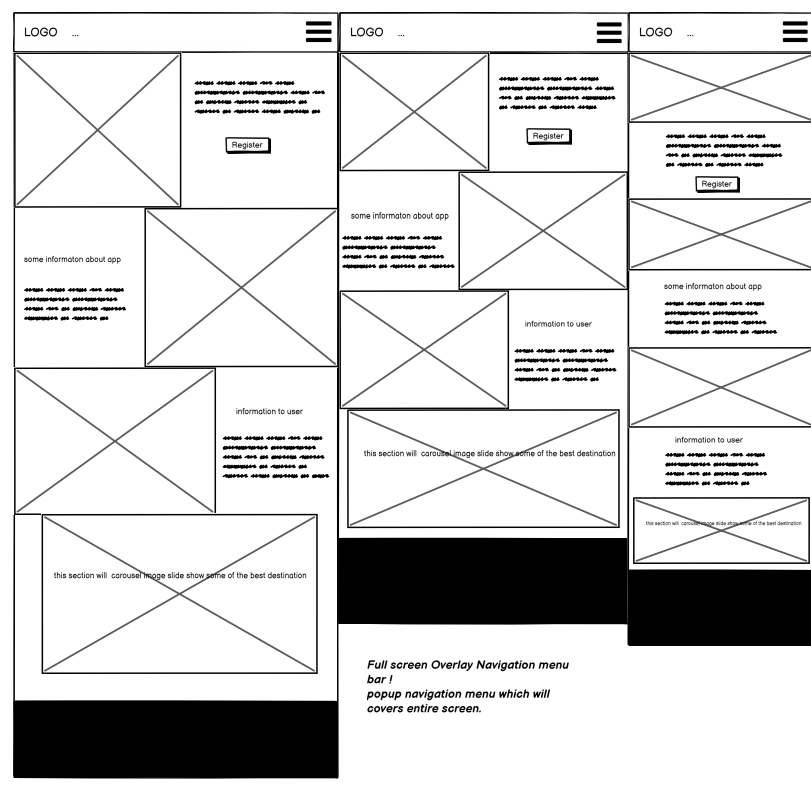 LOGO ...
Register
some informaton about app
information to user
this section will carousel image slide show some of the best destination
LOGO ...
Register
some informaton about app
information to user
this section will carousel image slide show some of the best destination
LOGO ...
Register
some informaton about app
information to user
this section will carousel image slide show some of the best destination
Full screen Overlay Navigation menu
bar !
popup navigation menu which will
covers entire screen.